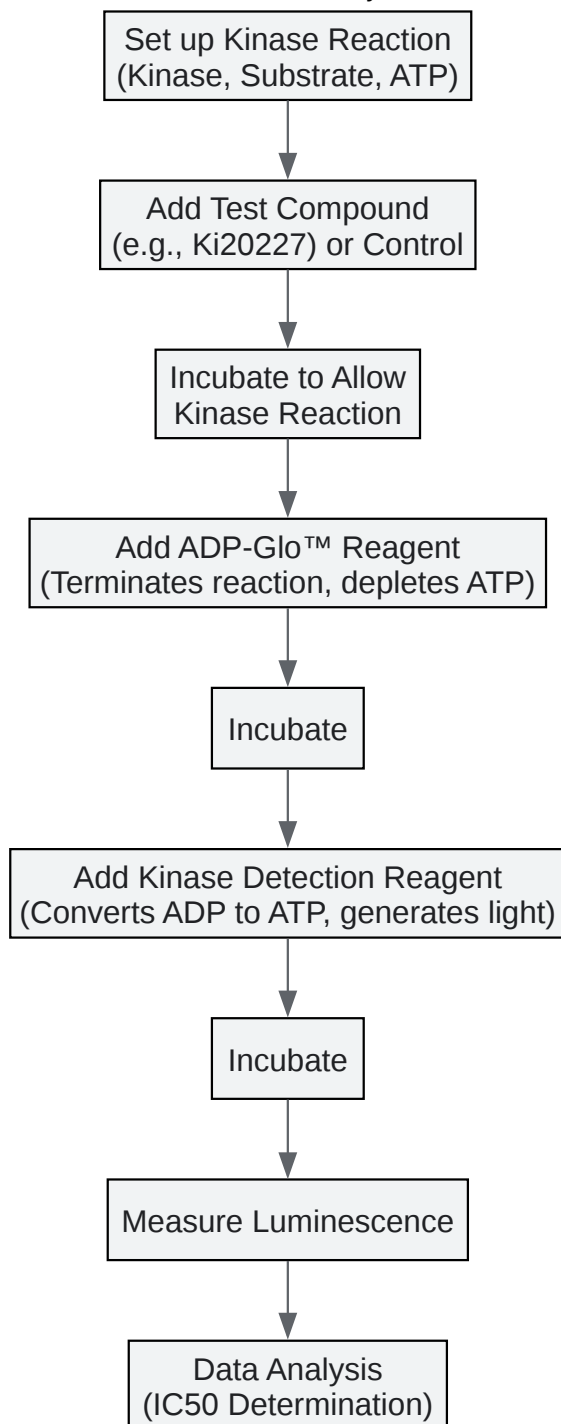 Set up Kinase Reaction
(Kinase, Substrate, ATP)
Add Test Compound
(e.g., Ki20227) or Control
Incubate to Allow
Kinase Reaction
Add ADP-Glo™ Reagent
(Terminates reaction, depletes ATP)
Incubate
Add Kinase Detection Reagent
(Converts ADP to ATP, generates light)
Incubate
Measure Luminescence
Data Analysis
(IC50 Determination)